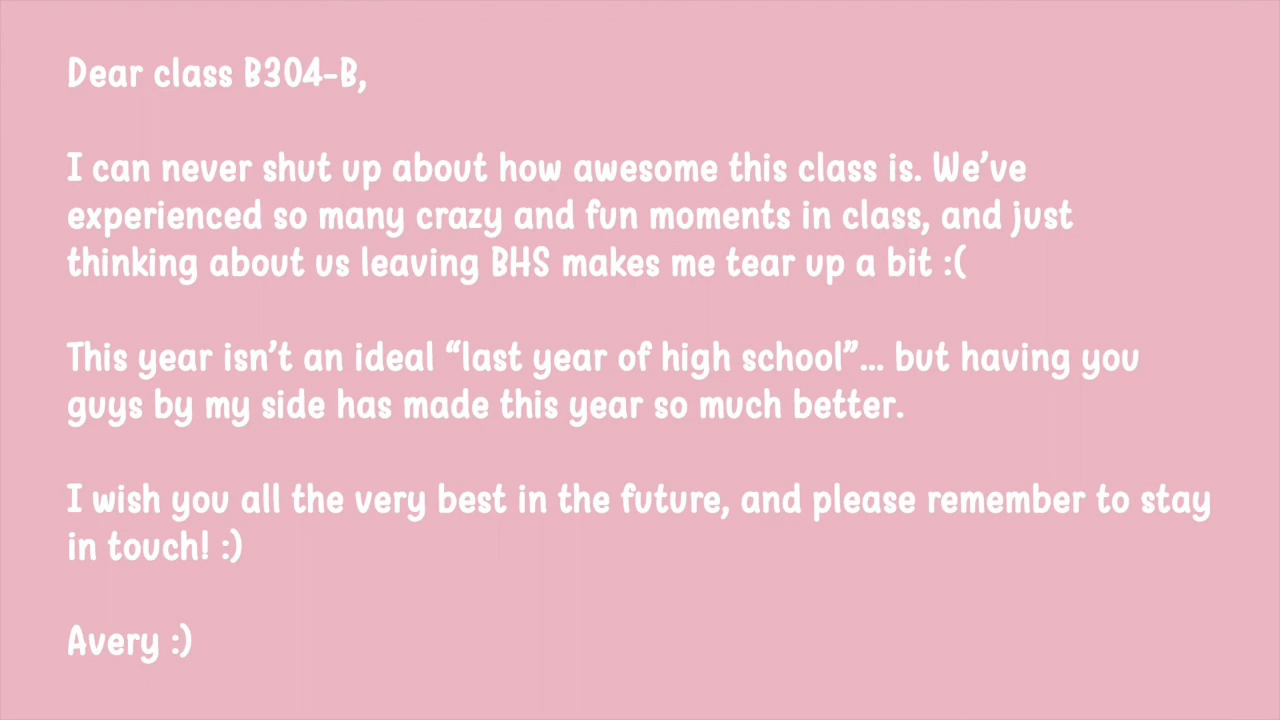 Dear class B304-B,
I can never shut up about how awesome this class is. We’ve
experienced so many crazy and fun moments in class, and just
thinking about us leaving BHS makes me tear up a bit :(
This year isn’t an ideal “last year of high school”... but having you
guys by my side has made this year so much better.
I wish you all the very best in the future, and please remember to stay
in touch! :)
Avery :)